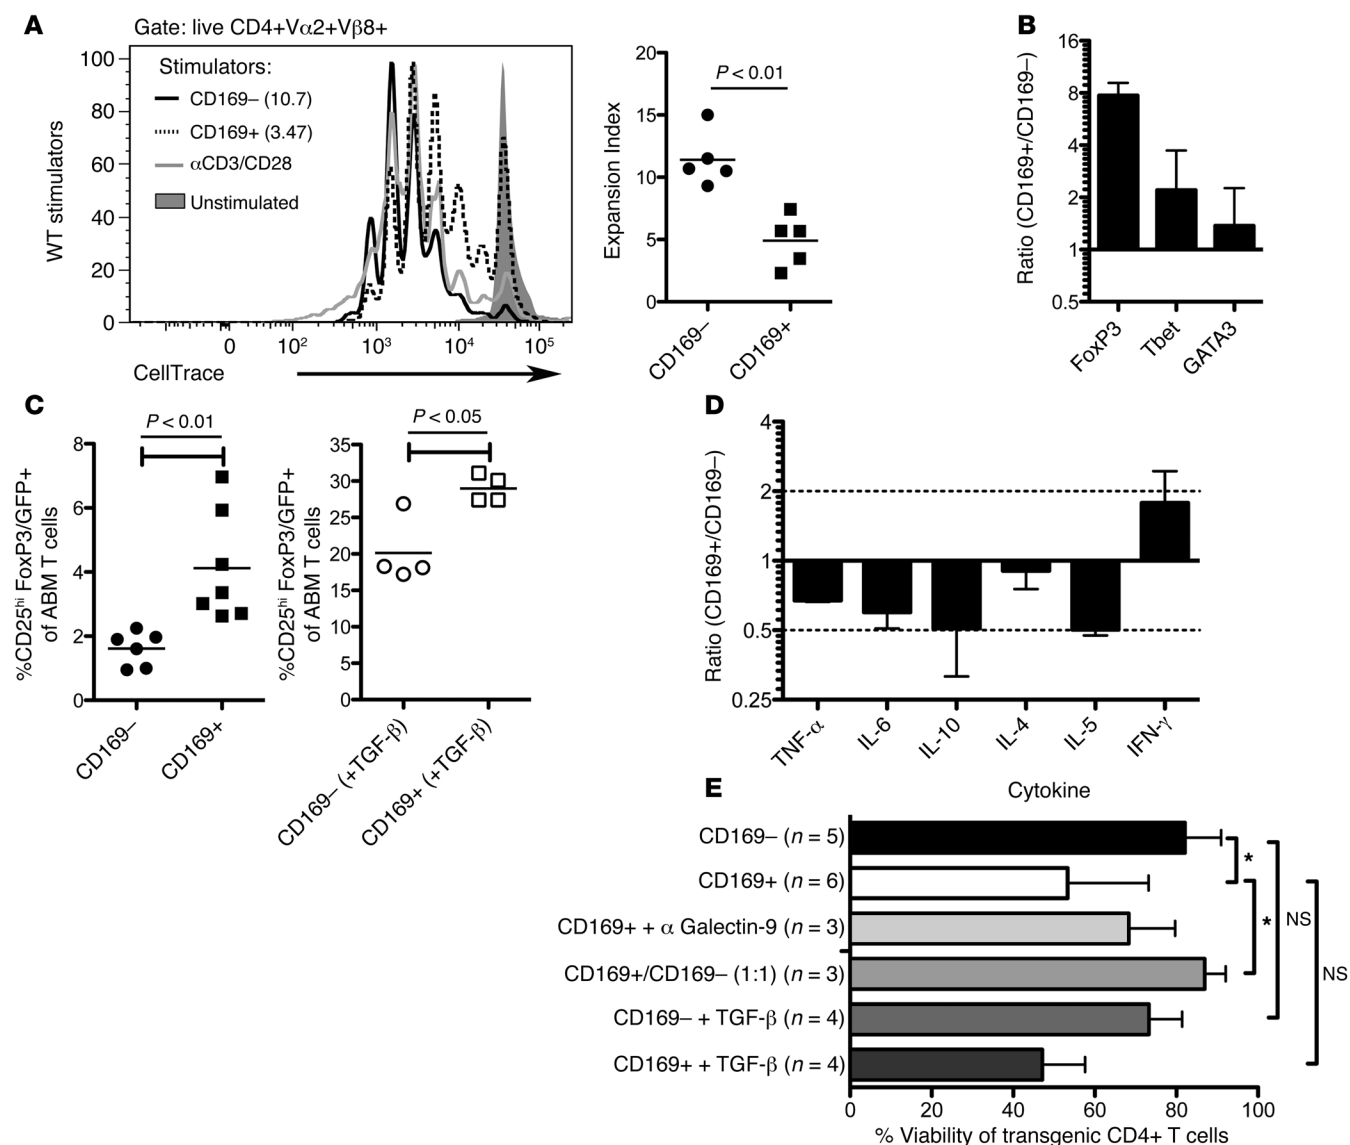 A
Gate: live CD4+Vα2+Vβ8+
WT stimulators
100
80
60
40
20
0
Stimulators:
CD169– (10.7)
CD169+ (3.47)
αCD3/CD28
Unstimulated
0
10²
10³
10⁴
10⁵
CellTrace
Expansion Index
20
15
10
5
0
P < 0.01
CD169–
CD169+
B
Ratio (CD169+/CD169–)
16
8
4
2
1
0.5
FoxP3
Tbet
GATA3
C
%CD25ʰⁱ FoxP3/GFP+
of ABM T cells
8
6
4
2
0
P < 0.01
CD169–
CD169+
%CD25ʰⁱ FoxP3/GFP+
of ABM T cells
35
30
25
20
15
10
5
0
P < 0.05
CD169– (+TGF-β)
CD169+ (+TGF-β)
D
Ratio (CD169+/CD169–)
4
2
1
0.5
0.25
TNF-α
IL-6
IL-10
IL-4
IL-5
IFN-γ
Cytokine
E
CD169– (n = 5)
CD169+ (n = 6)
CD169+ + α Galectin-9 (n = 3)
CD169+/CD169– (1:1) (n = 3)
CD169– + TGF-β (n = 4)
CD169+ + TGF-β (n = 4)
*
*
NS
NS
0
20
40
60
80
100
% Viability of transgenic CD4+ T cells